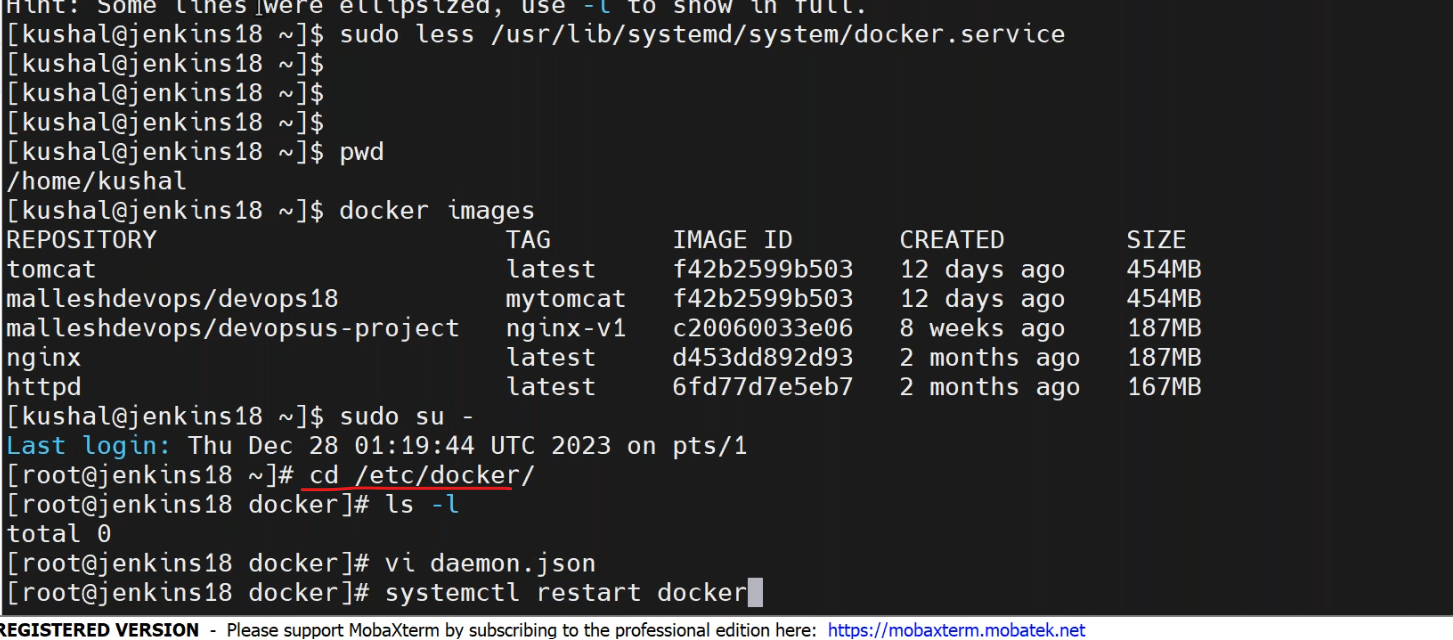 Hint: Some lines were ellipsized, use -l to show in full.
[kushal@jenkins18 ~]$ sudo less /usr/lib/systemd/system/docker.service
[kushal@jenkins18 ~]$
[kushal@jenkins18 ~]$
[kushal@jenkins18 ~]$
[kushal@jenkins18 ~]$ pwd
/home/kushal
[kushal@jenkins18 ~]$ docker images
REPOSITORY TAG IMAGE ID CREATED SIZE
tomcat latest f42b2599b503 12 days ago 454MB
malleshdevops/devops18 mytomcat f42b2599b503 12 days ago 454MB
malleshdevops/devopsus-project nginx-v1 c20060033e06 8 weeks ago 187MB
nginx latest d453dd892d93 2 months ago 187MB
httpd latest 6fd77d7e5eb7 2 months ago 167MB
[kushal@jenkins18 ~]$ sudo su -
Last login: Thu Dec 28 01:19:44 UTC 2023 on pts/1
[root@jenkins18 ~]# cd /etc/docker/
[root@jenkins18 docker]# ls -l
total 0
[root@jenkins18 docker]# vi daemon.json
[root@jenkins18 docker]# systemctl restart docker
REGISTERED VERSION - Please support MobaXterm by subscribing to the professional edition here: https://mobaxterm.mobatek.net